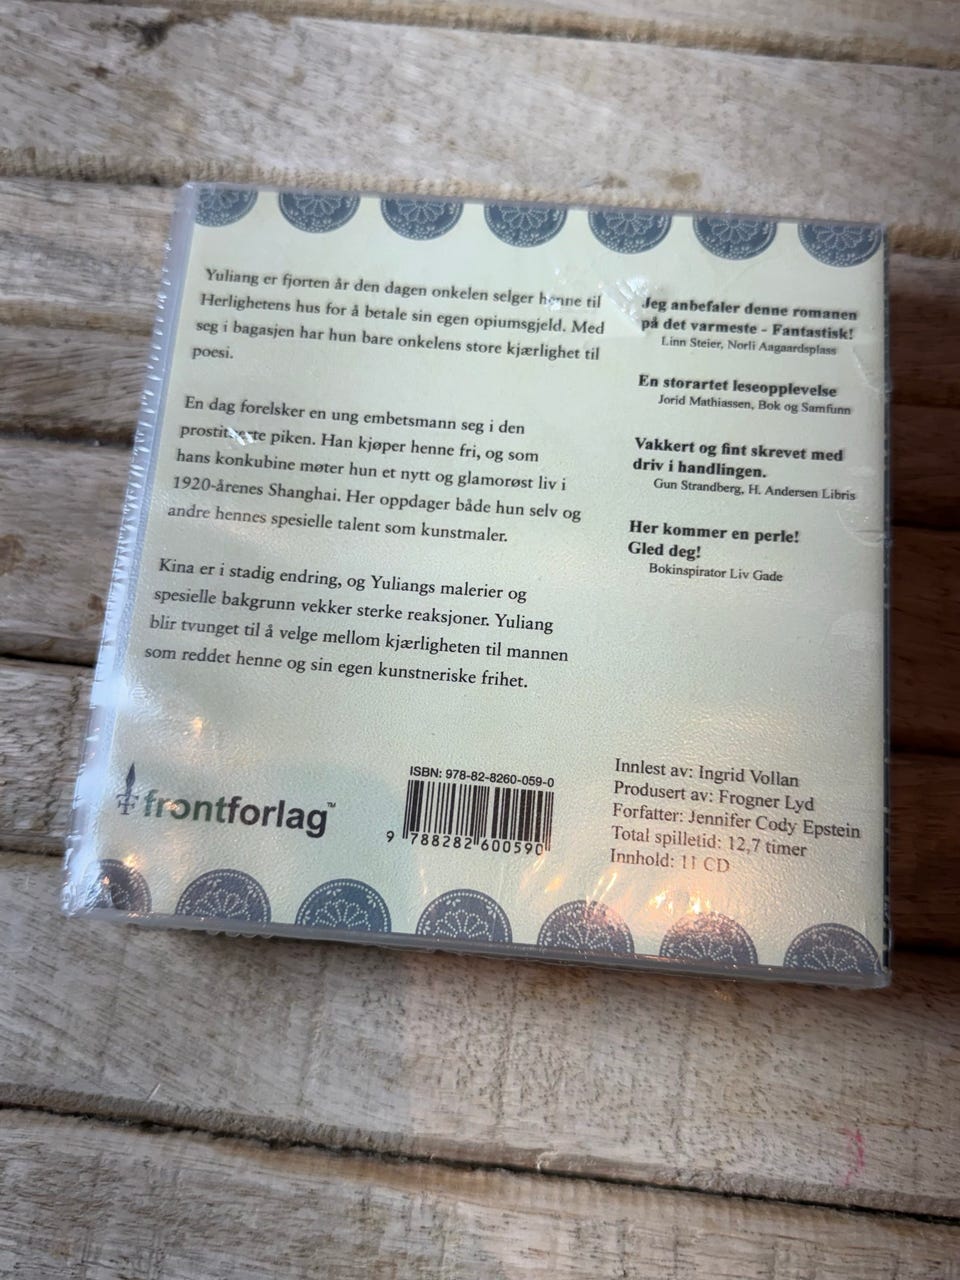 Yuliang er fjorten år den dagen onkelen selger henne til
Herlighetens hus for å betale sin egen opiumsgjeld. Med
seg i bagasjen har hun bare onkelens store kjærlighet til
poesi.
En dag forelsker en ung embetsmann seg i den
prostituerte piken. Han kjøper henne fri, og som
hans konkubine møter hun et nytt og glamorøst liv i
1920-årenes Shanghai. Her oppdager både hun selv og
andre hennes spesielle talent som kunstmaler.
Kina er i stadig endring, og Yuliangs malerier og
spesielle bakgrunn vekker sterke reaksjoner. Yuliang
blir tvunget til å velge mellom kjærligheten til mannen
som reddet henne og sin egen kunstneriske frihet.
Jeg anbefaler denne romanen
på det varmeste - Fantastisk!
Linn Steier, Norli Aagaardsplass
En storartet leseopplevelse
Jorid Mathiassen, Bok og Samfunn
Vakkert og fint skrevet med
driv i handlingen.
Gun Strandberg, H. Andersen Libris
Her kommer en perle!
Gled deg!
Bokinspirator Liv Gade
frontforlag™
ISBN: 978-82-8260-059-0
9 788282 600590
Innlest av: Ingrid Vollan
Produsert av: Frogner Lyd
Forfatter: Jennifer Cody Epstein
Total spilletid: 12,7 timer
Innhold: 11 CD